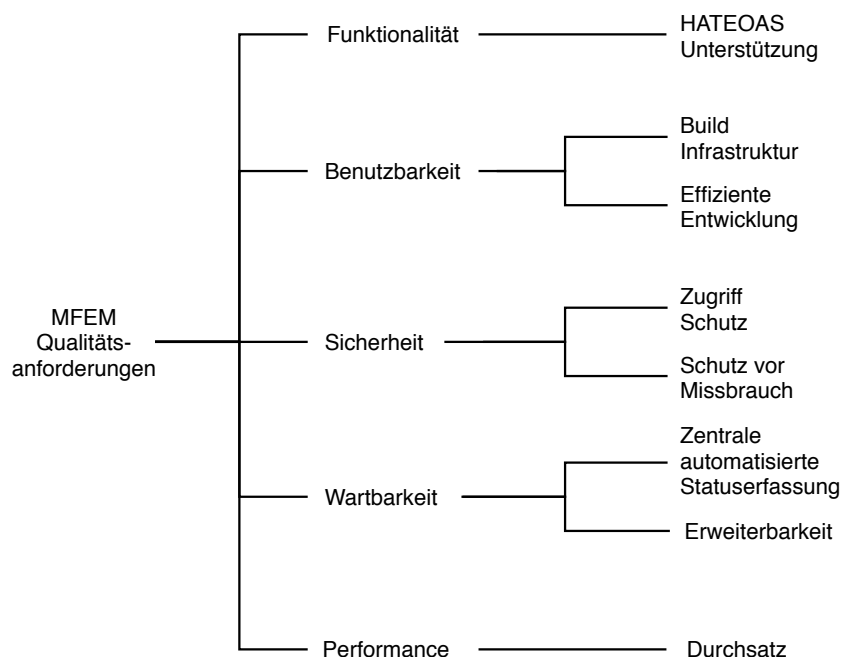 MFEM
Qualitäts-
anforderungen
Funktionalität
HATEOAS
Unterstützung
Benutzbarkeit
Build
Infrastruktur
Effiziente
Entwicklung
Sicherheit
Zugriff
Schutz
Schutz vor
Missbrauch
Wartbarkeit
Zentrale
automatisierte
Statuserfassung
Erweiterbarkeit
Performance
Durchsatz